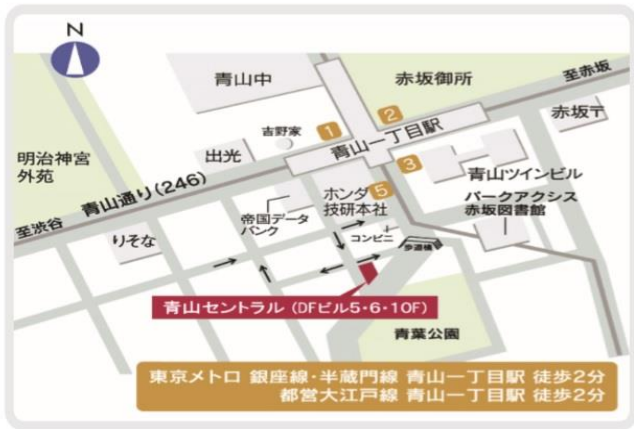 N
青山中
赤坂御所
至赤坂
赤坂〒
吉野家
1
2
青山一丁目駅
3
出光
明治神宮
外苑
青山ツインビル
青山通り(246)
ホンダ
技研本社
5
パークアクシス
赤坂図書館
至渋谷
帝国データ
バンク
りそな
コンビニ
青山セントラル (DFビル5・6・10F)
青葉公園
東京メトロ 銀座線・半蔵門線 青山一丁目駅 徒歩2分
都営大江戸線 青山一丁目駅 徒歩2分